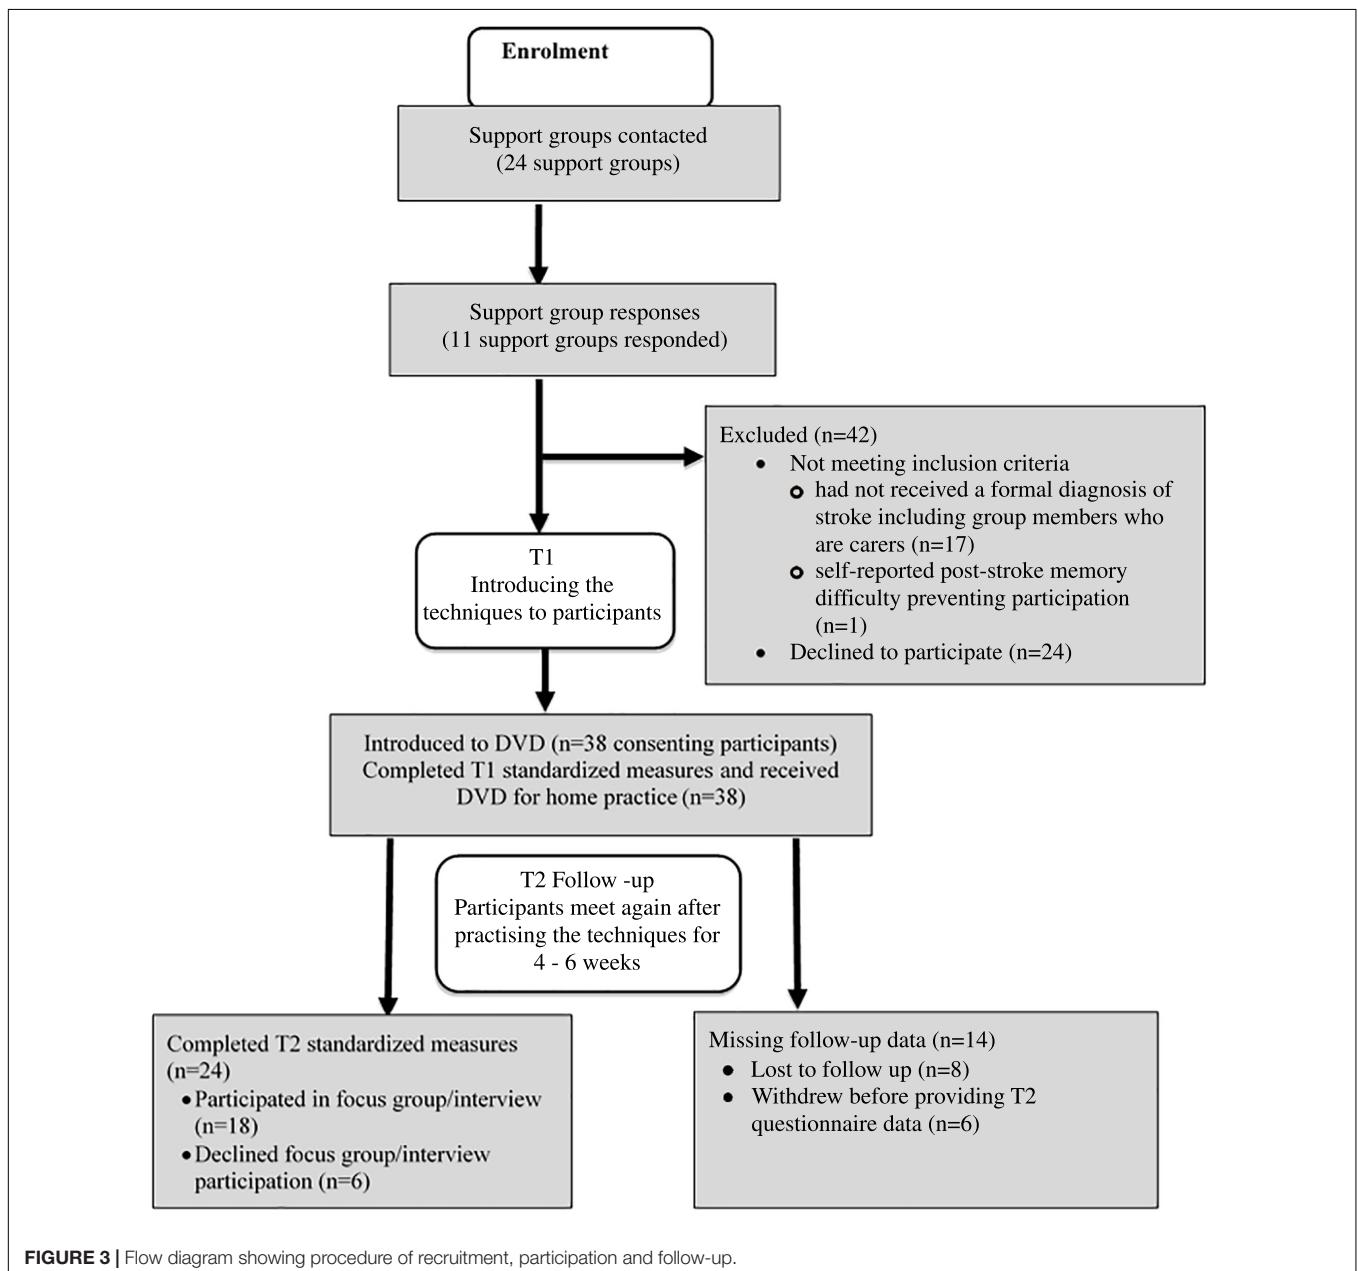 Enrolment
Support groups contacted
(24 support groups)
Support group responses
(11 support groups responded)
Excluded (n=42)
• Not meeting inclusion criteria
o had not received a formal diagnosis of
stroke including group members who
are carers (n=17)
o self-reported post-stroke memory
difficulty preventing participation
(n=1)
• Declined to participate (n=24)
T1
Introducing the
techniques to participants
Introduced to DVD (n=38 consenting participants)
Completed T1 standardized measures and received
DVD for home practice (n=38)
T2 Follow -up
Participants meet again after
practising the techniques for
4 - 6 weeks
Completed T2 standardized measures
(n=24)
• Participated in focus group/interview
(n=18)
• Declined focus group/interview
participation (n=6)
Missing follow-up data (n=14)
• Lost to follow up (n=8)
• Withdrew before providing T2
questionnaire data (n=6)
FIGURE 3 | Flow diagram showing procedure of recruitment, participation and follow-up.